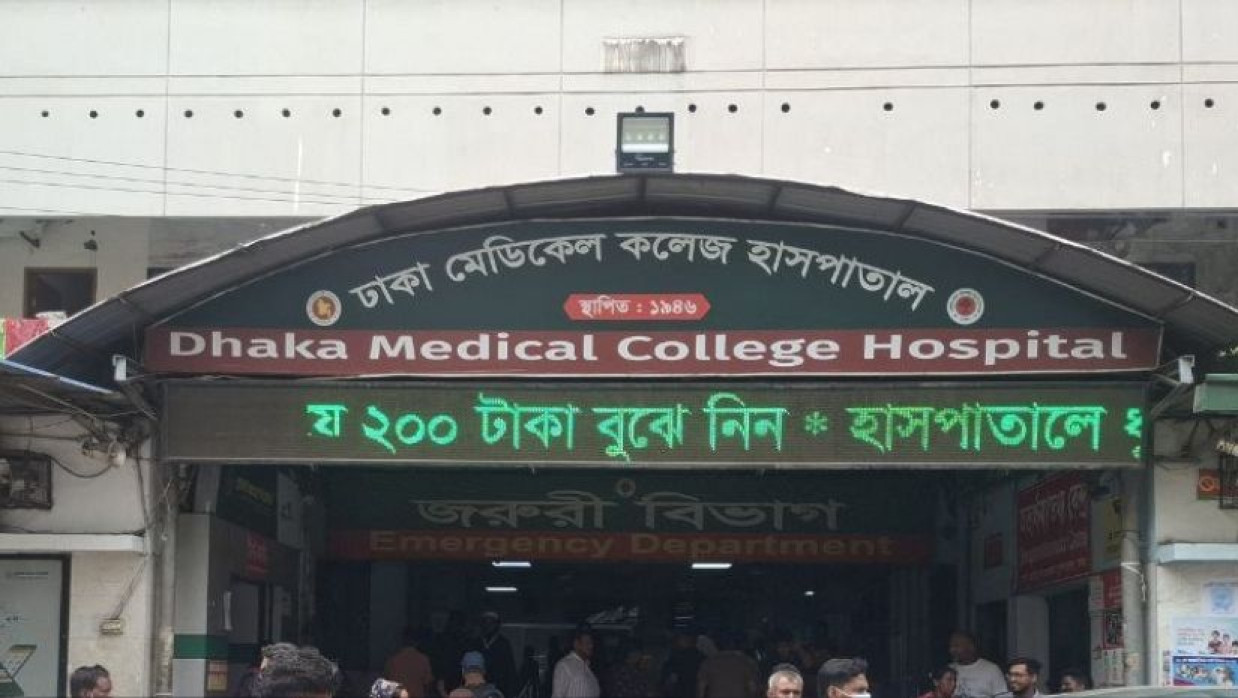 ঢাকা মেডিকেল কলেজ হাসপাতাল
স্থাপিত : ১৯৪৬
Dhaka Medical College Hospital
য ২০০ টাকা বুঝে নিন * হাসপাতালে
জরুরী বিভাগ
Emergency Department